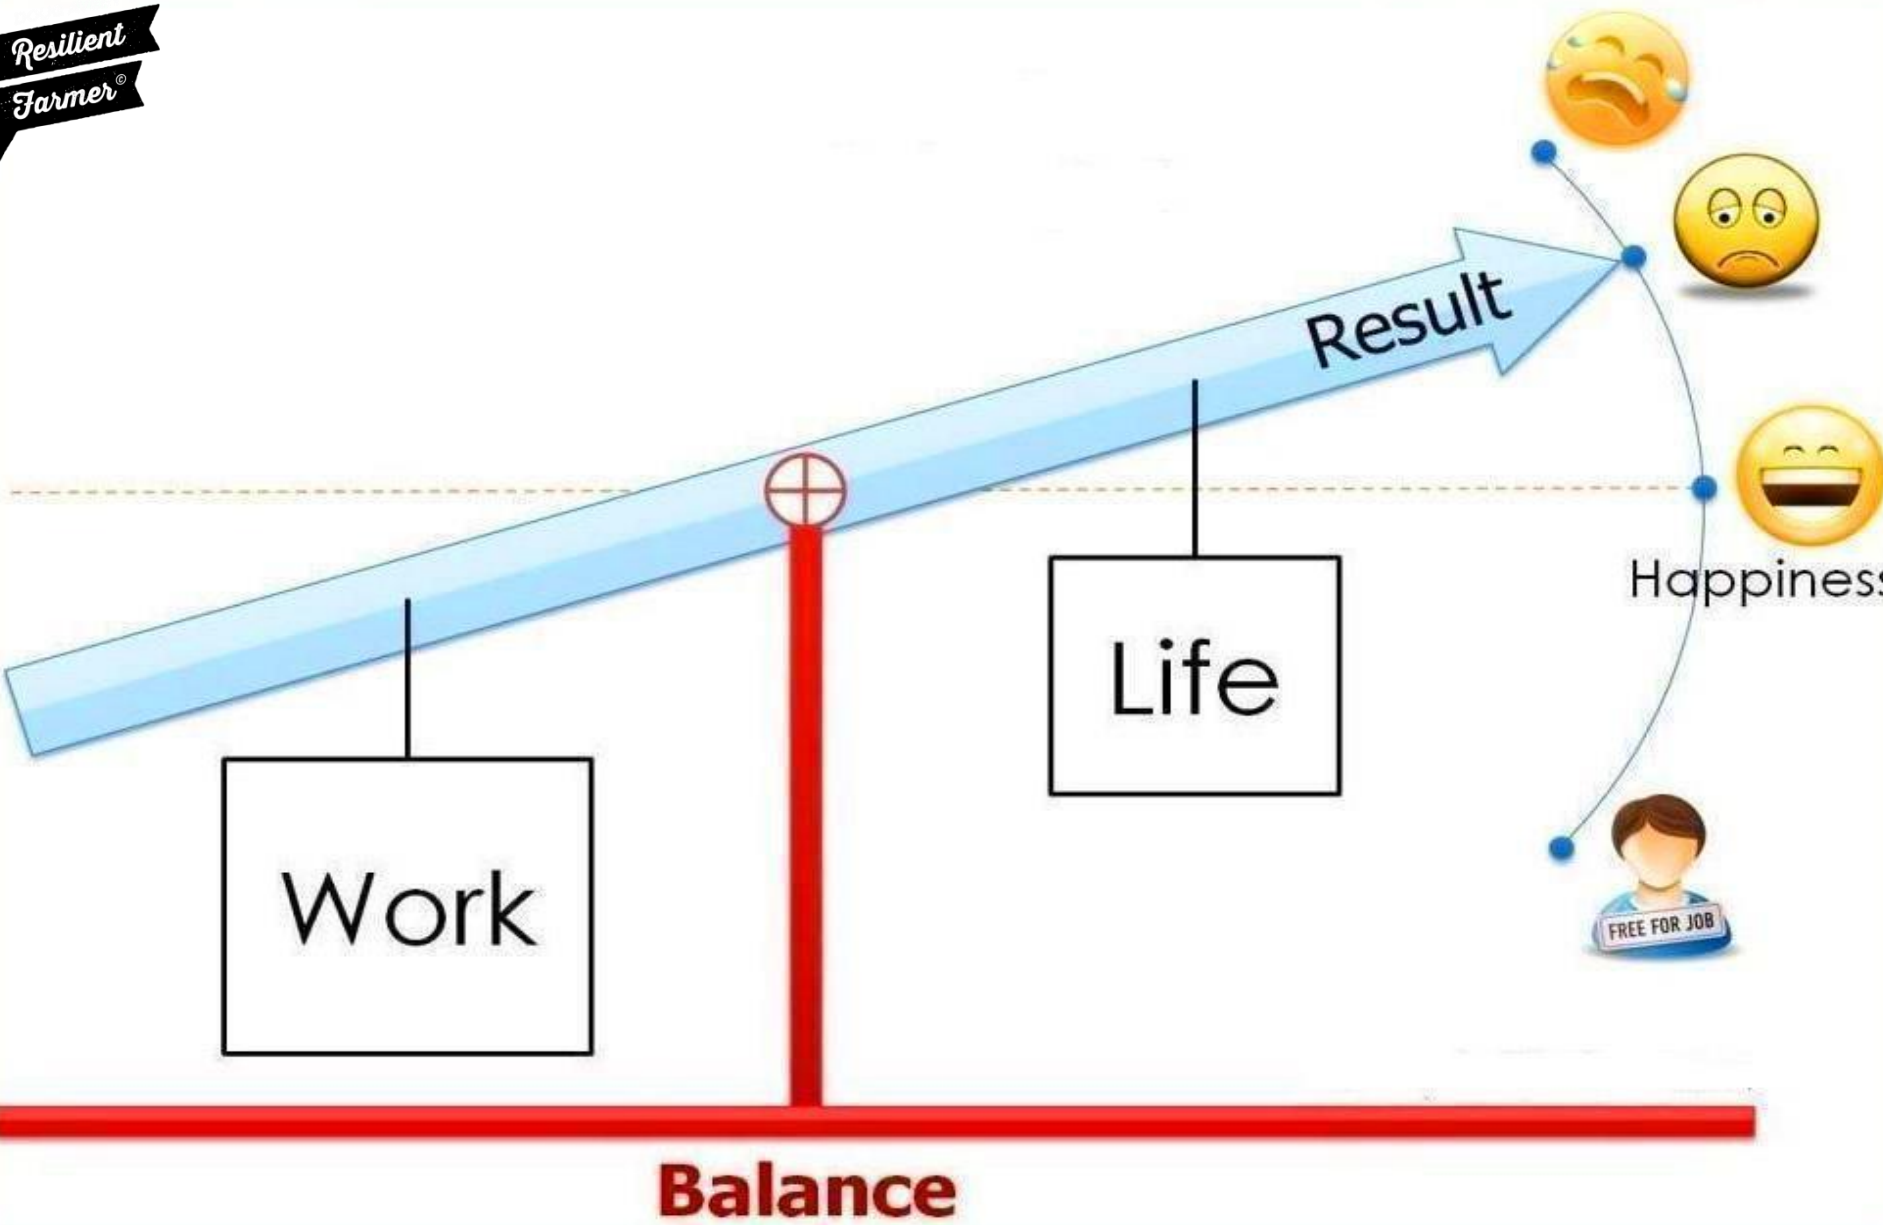 Resilient
Farmer©
Result
Happiness
Life
Work
FREE FOR JOB
Balance